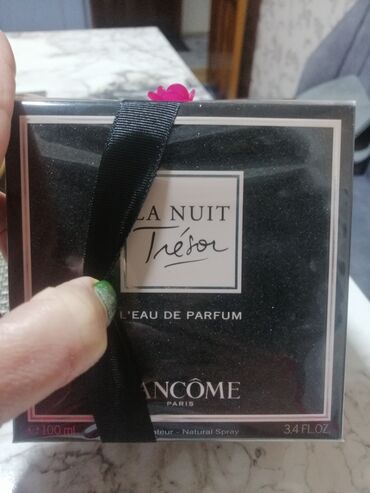 LA NUIT
Trésor
L'EAU DE PARFUM
LANCÔME
PARIS
e 100 ml
Natural Spray
3.4 FL.OZ.